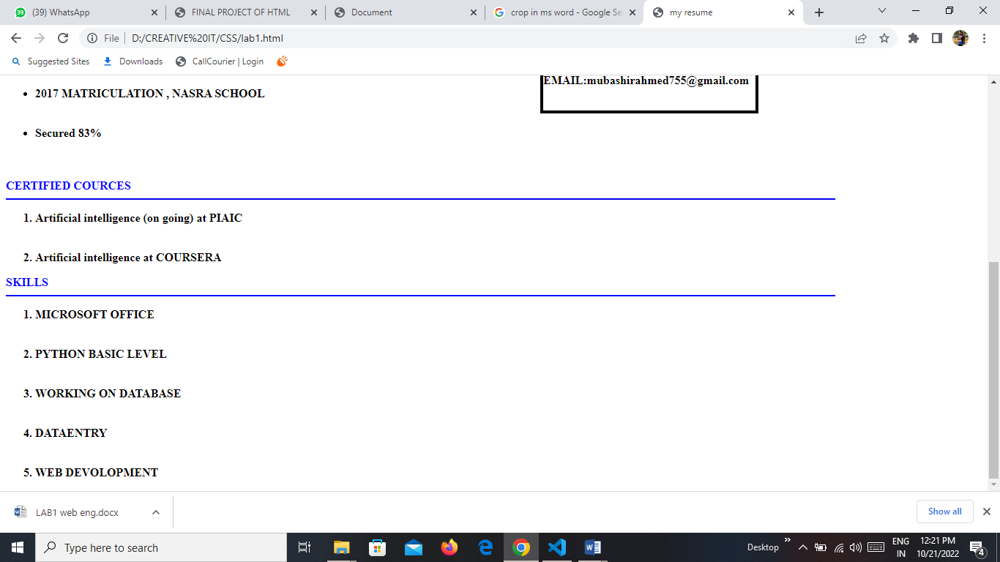 (39) WhatsApp
FINAL PROJECT OF HTML
Document
crop in ms word - Google Se
my resume
File
D:/CREATIVE%20IT/CSS/lab1.html
Suggested Sites
Downloads
CallCourier | Login
EMAIL:mubashirahmed755@gmail.com
• 2017 MATRICULATION , NASRA SCHOOL
• Secured 83%
CERTIFIED COURCES
1. Artificial intelligence (on going) at PIAIC
2. Artificial intelligence at COURSERA
SKILLS
1. MICROSOFT OFFICE
2. PYTHON BASIC LEVEL
3. WORKING ON DATABASE
4. DATAENTRY
5. WEB DEVOLOPMENT
LAB1 web eng.docx
Show all
Type here to search
Desktop
ENG
IN
12:21 PM
10/21/2022
4